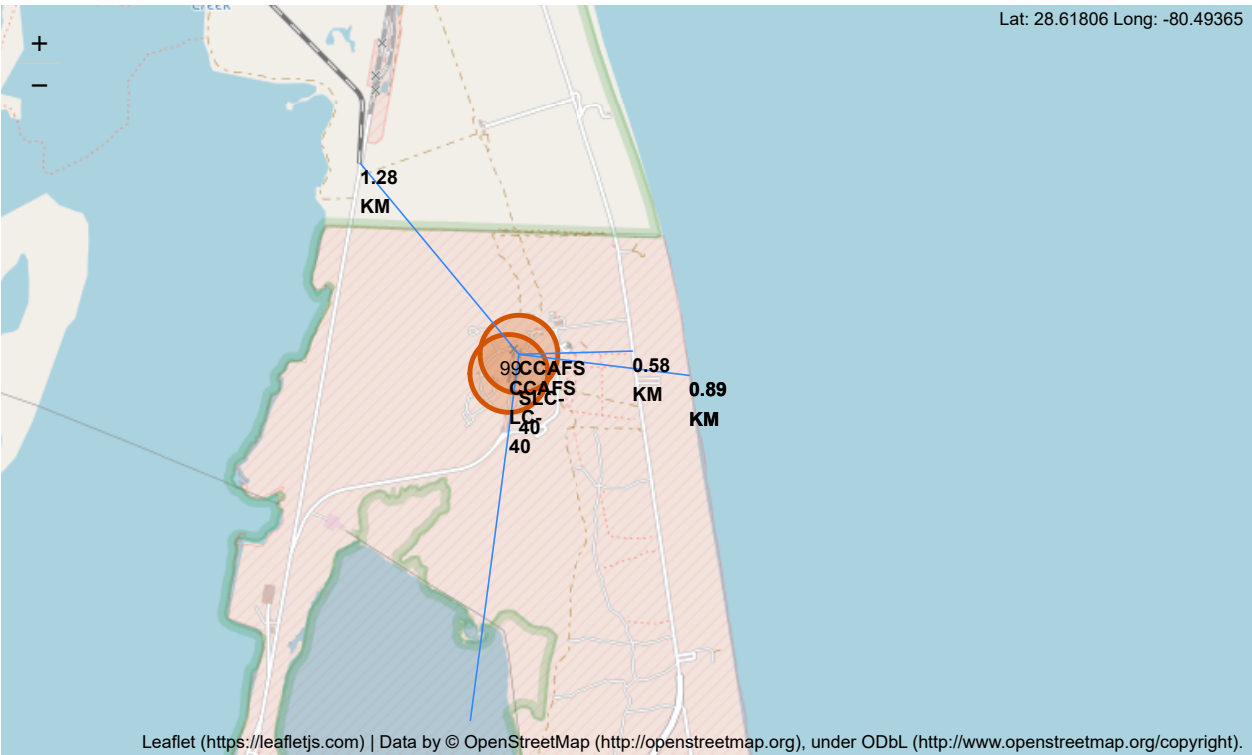 CREEK
Lat: 28.61806 Long: -80.49365
+
−
1.28
KM
99
CCAFS
SLC-
40
CCAFS
LC-
40
0.58
KM
0.89
KM
Leaflet (https://leafletjs.com) | Data by © OpenStreetMap (http://openstreetmap.org), under ODbL (http://www.openstreetmap.org/copyright).